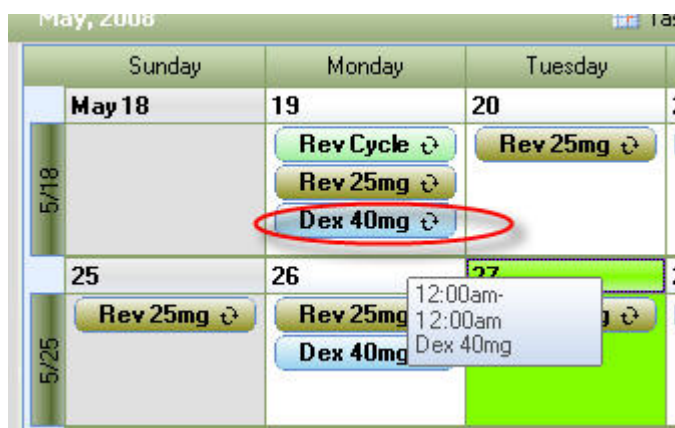 May, 2008
Sunday Monday Tuesday
May 18 19 20
Rev Cycle Rev 25mg
Rev 25mg
Dex 40mg
5/18
25 26 27
Rev 25mg Rev 25mg
Dex 40mg
5/25
12:00am-
12:00am
Dex 40mg